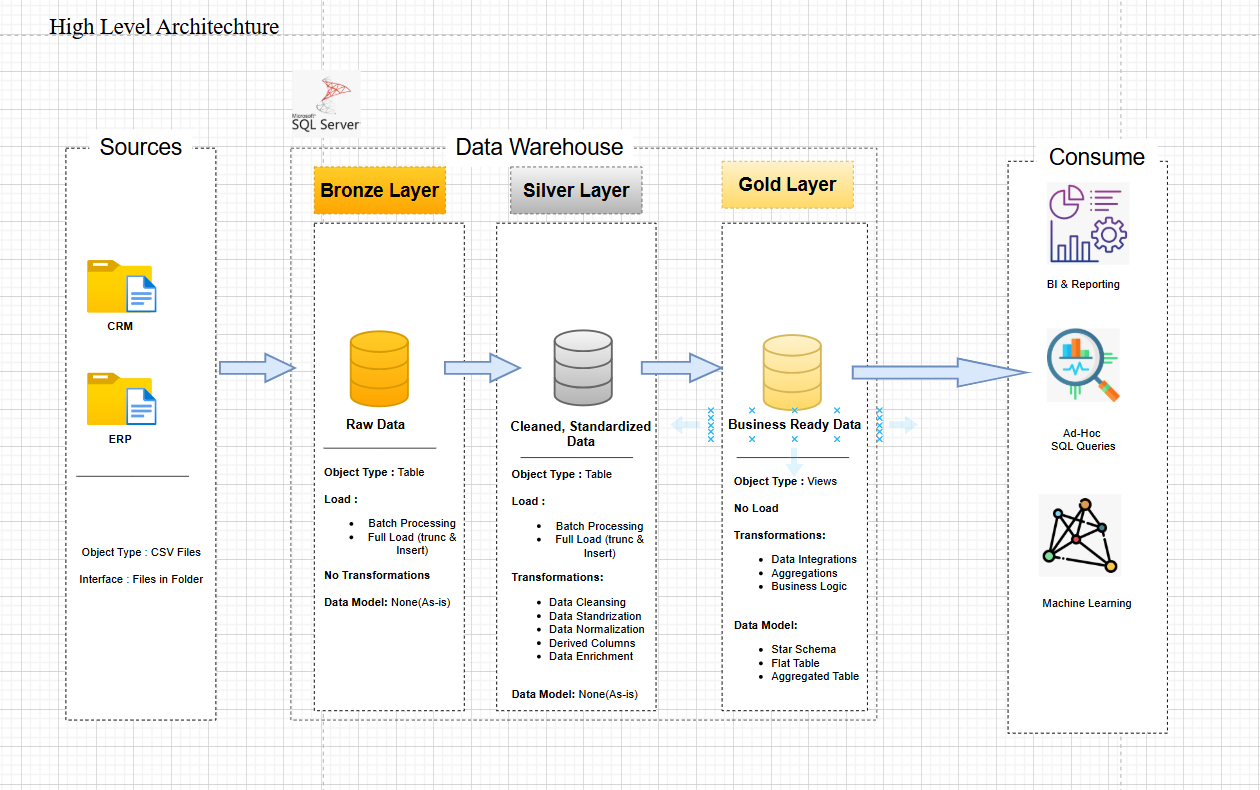 High Level Architechture
Microsoft
SQL Server
Sources
CRM
ERP
Object Type : CSV Files
Interface : Files in Folder
Data Warehouse
Bronze Layer
Raw Data
Object Type : Table
Load :
Batch Processing
Full Load (trunc &
Insert)
No Transformations
Data Model: None(As-is)
Silver Layer
Cleaned, Standardized
Data
Object Type : Table
Load :
Batch Processing
Full Load (trunc &
Insert)
Transformations:
Data Cleansing
Data Standrization
Data Normalization
Derived Columns
Data Enrichment
Data Model: None(As-is)
Gold Layer
Business Ready Data
Object Type : Views
No Load
Transformations:
Data Integrations
Aggregations
Business Logic
Data Model:
Star Schema
Flat Table
Aggregated Table
Consume
BI & Reporting
Ad-Hoc
SQL Queries
Machine Learning